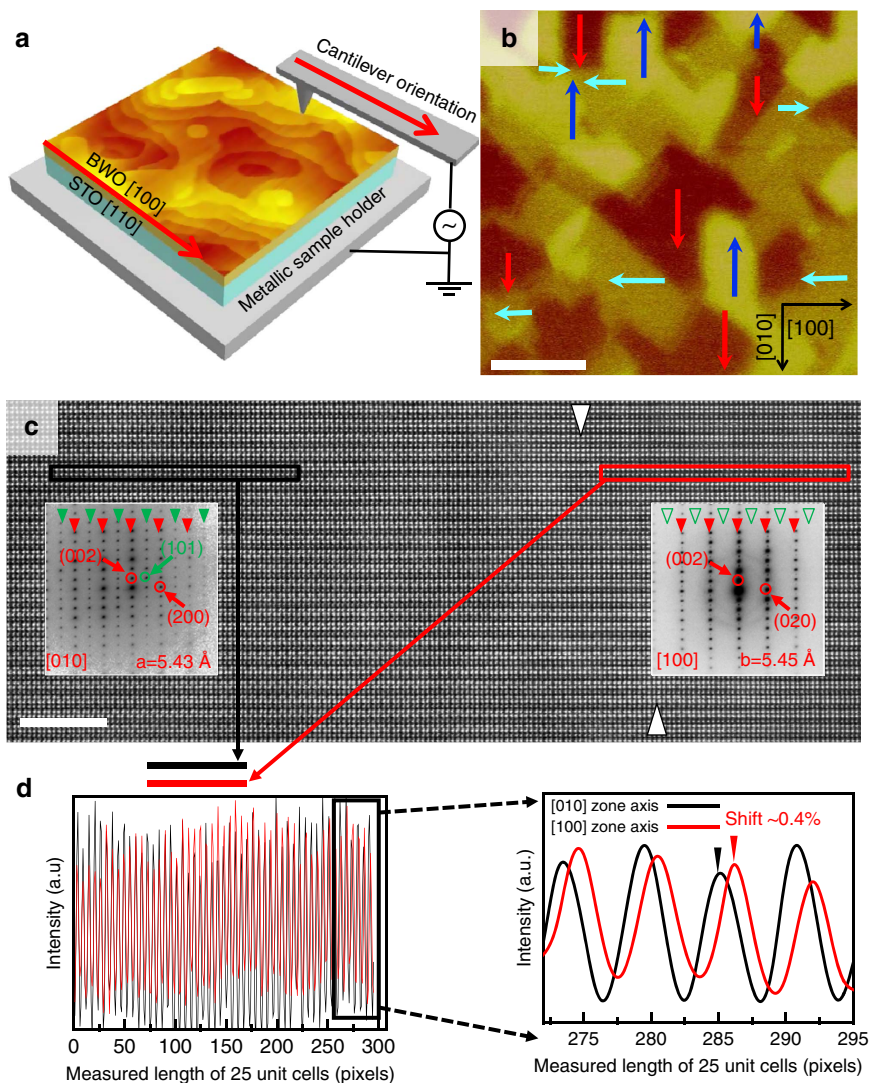 a
Cantilever orientation
BWO [100]
STO [110]
Metallic sample holder
~
b
[010]
[100]
c
(002)
(101)
(200)
[010]
a=5.43 Å
(002)
(020)
[100]
b=5.45 Å
d
Intensity (a.u)
0 50 100 150 200 250 300
Measured length of 25 unit cells (pixels)
[010] zone axis
[100] zone axis
Shift ~0.4%
Intensity (a.u.)
275 280 285 290 295
Measured length of 25 unit cells (pixels)